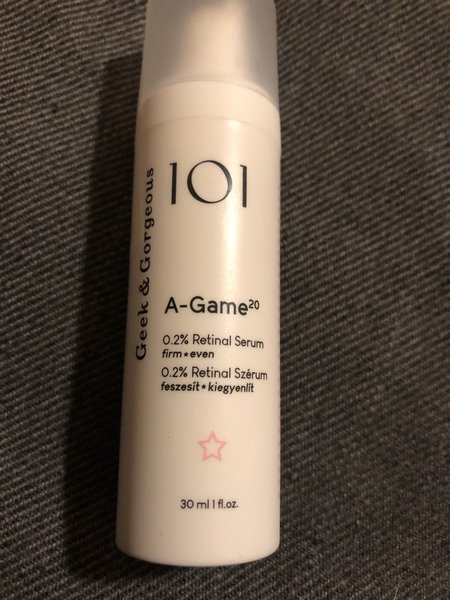 Geek & Gorgeous
101
A-Game²⁰
0.2% Retinal Serum
firm • even
0.2% Retinal Szérum
feszesít • kiegyenlít
30 ml 1 fl.oz.